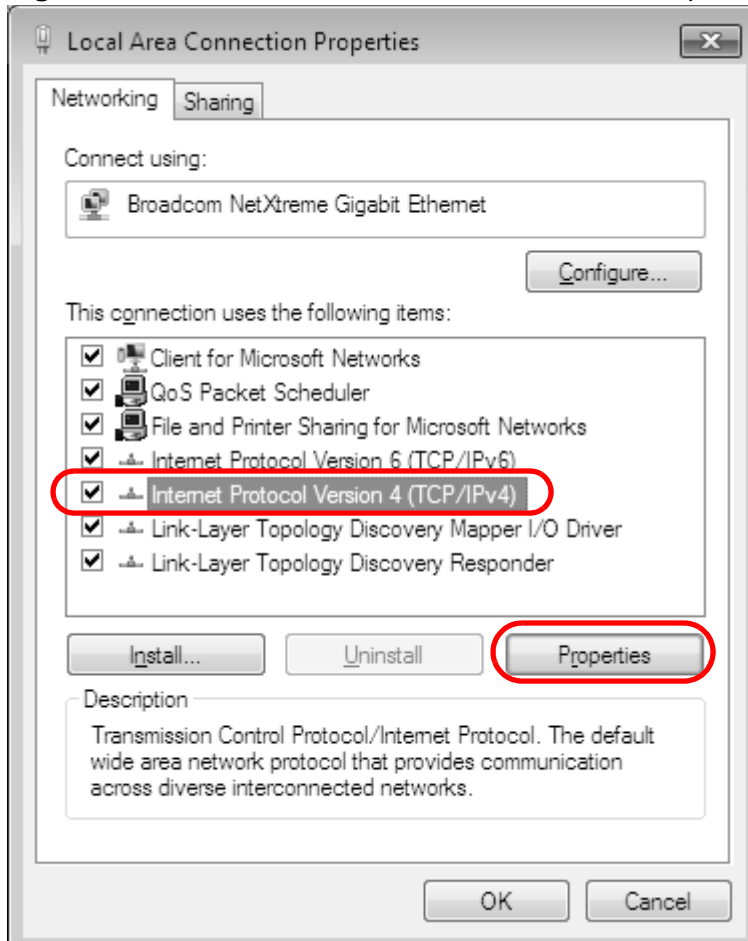 Local Area Connection Properties
Networking
Sharing
Connect using:
Broadcom NetXtreme Gigabit Ethernet
Configure...
This connection uses the following items:
Client for Microsoft Networks
QoS Packet Scheduler
File and Printer Sharing for Microsoft Networks
Internet Protocol Version 6 (TCP/IPv6)
Internet Protocol Version 4 (TCP/IPv4)
Link-Layer Topology Discovery Mapper I/O Driver
Link-Layer Topology Discovery Responder
Install...
Uninstall
Properties
Description
Transmission Control Protocol/Internet Protocol. The default
wide area network protocol that provides communication
across diverse interconnected networks.
OK
Cancel